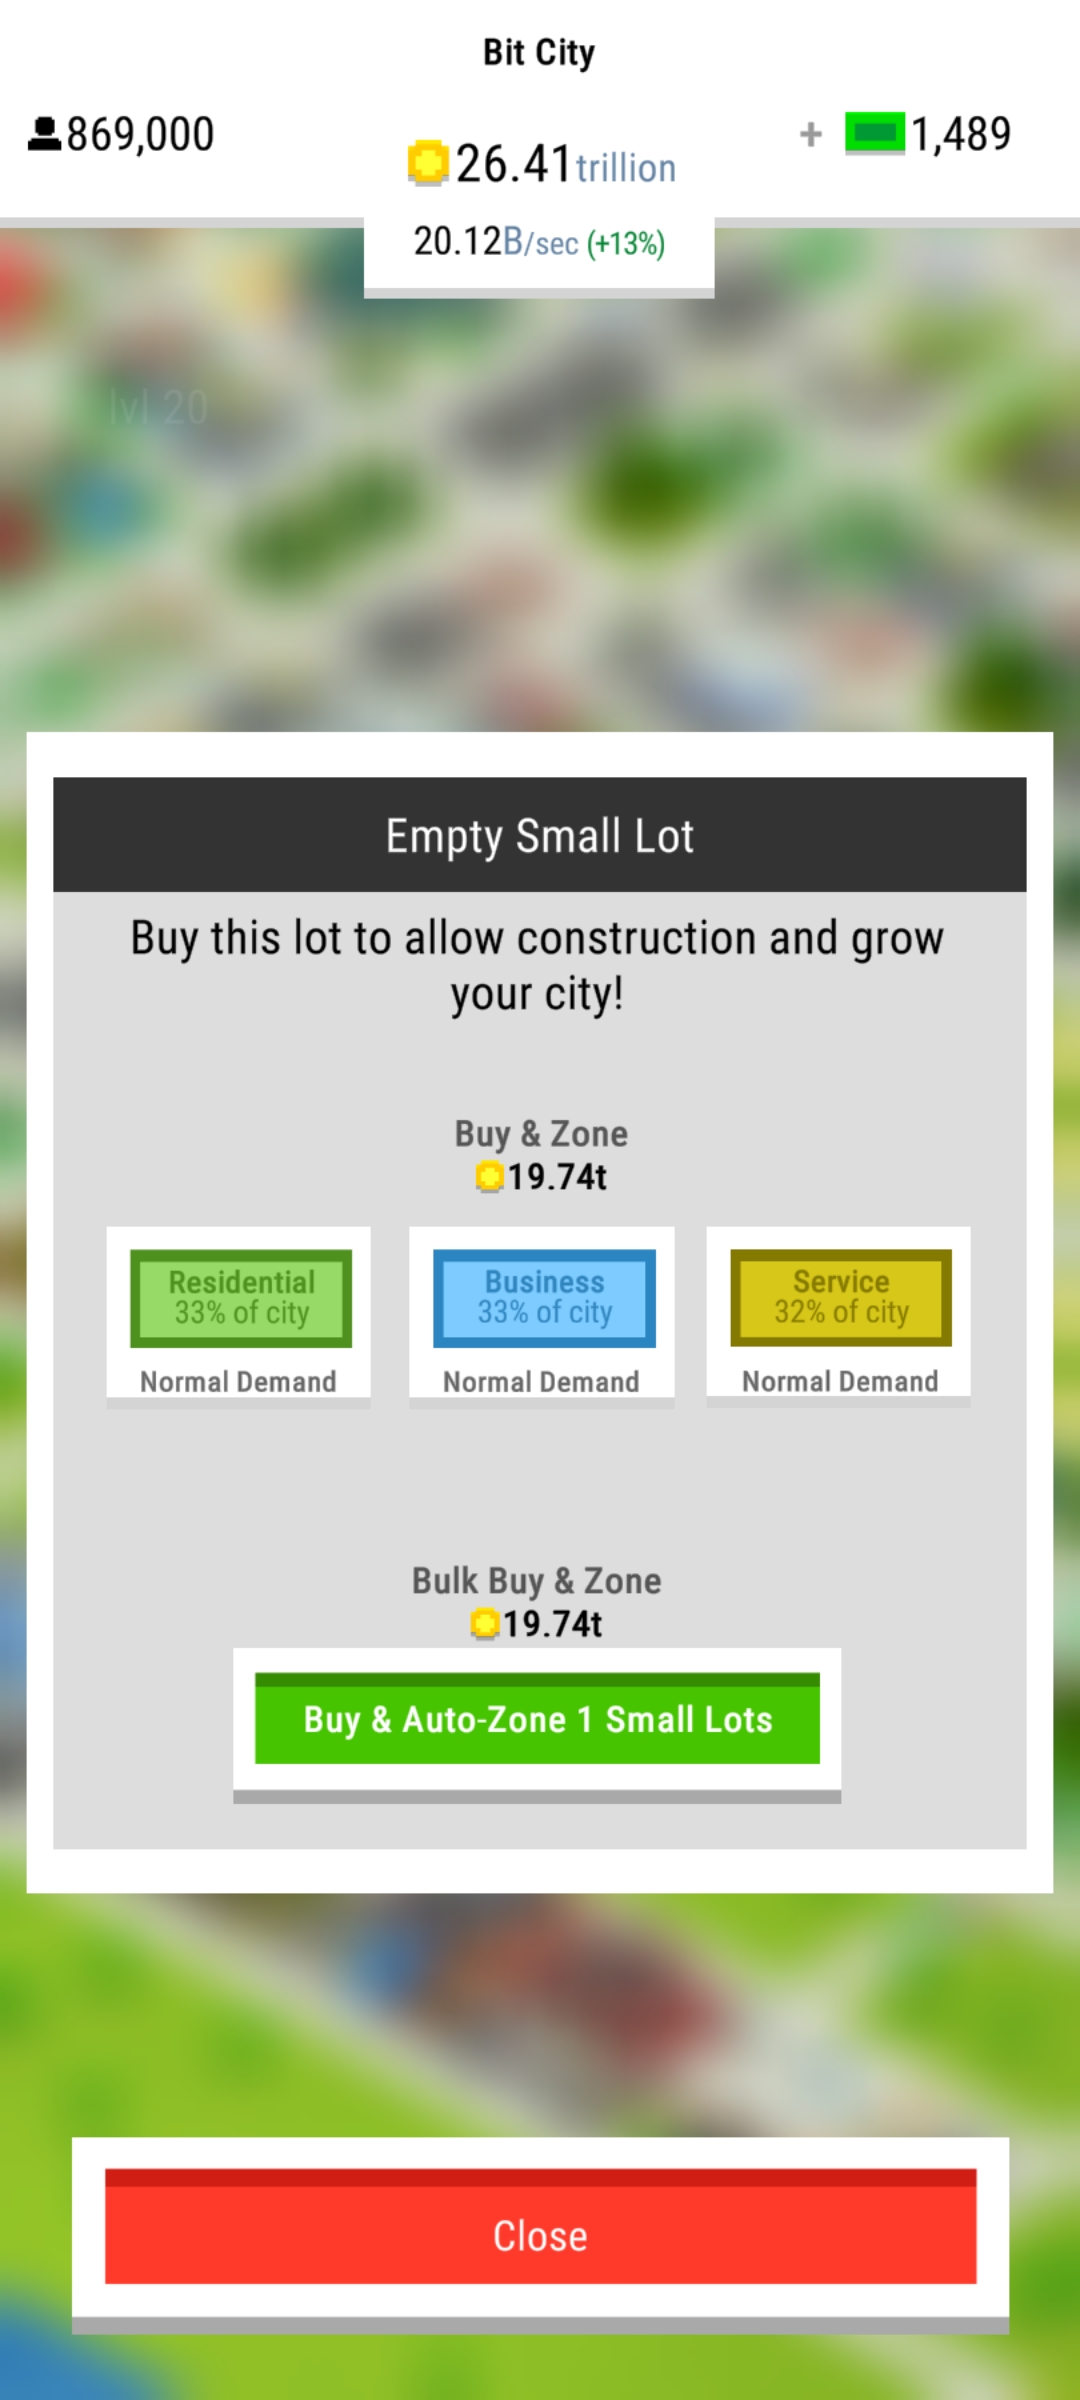 Bit City
869,000
26.41trillion
+ 1,489
20.12B/sec (+13%)
lvl 20
Empty Small Lot
Buy this lot to allow construction and grow
your city!
Buy & Zone
19.74t
Residential
33% of city
Normal Demand
Business
33% of city
Normal Demand
Service
32% of city
Normal Demand
Bulk Buy & Zone
19.74t
Buy & Auto-Zone 1 Small Lots
Close